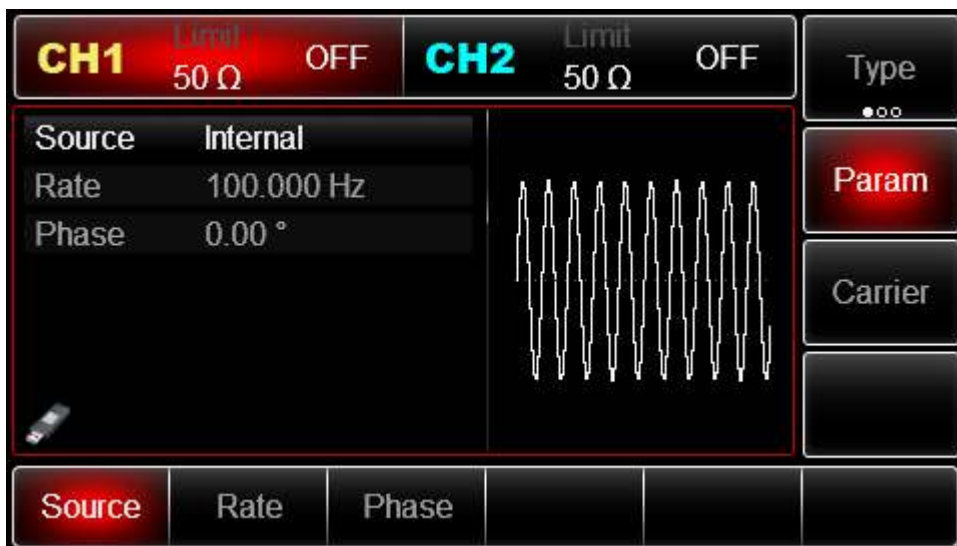 CH1 Limit 50 Ω OFF
CH2 Limit 50 Ω OFF
Type
Source Internal
Rate 100.000 Hz
Phase 0.00 °
Param
Carrier
Source Rate Phase